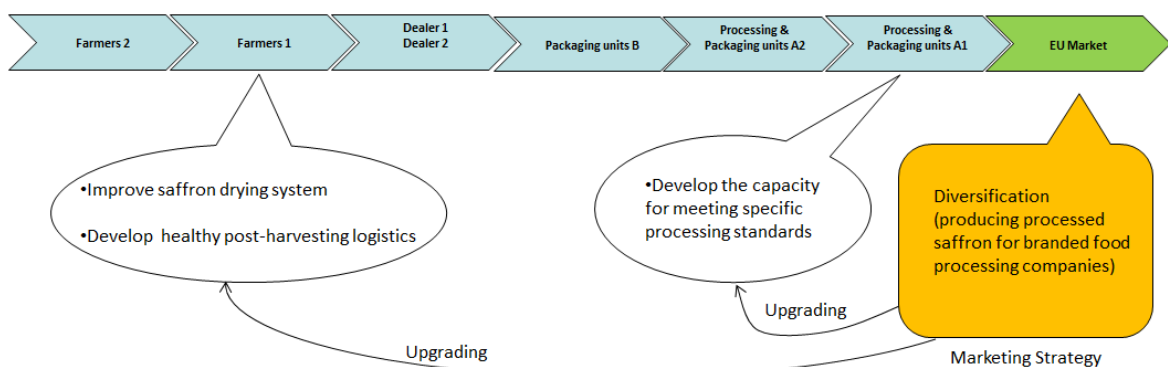 Farmers 2
Farmers 1
Dealer 1
Dealer 2
Packaging units B
Processing &
Packaging units A2
Processing &
Packaging units A1
EU Market
•Improve saffron drying system
•Develop healthy post-harvesting logistics
•Develop the capacity
for meeting specific
processing standards
Diversification
(producing processed
saffron for branded food
processing companies)
Upgrading
Upgrading
Marketing Strategy